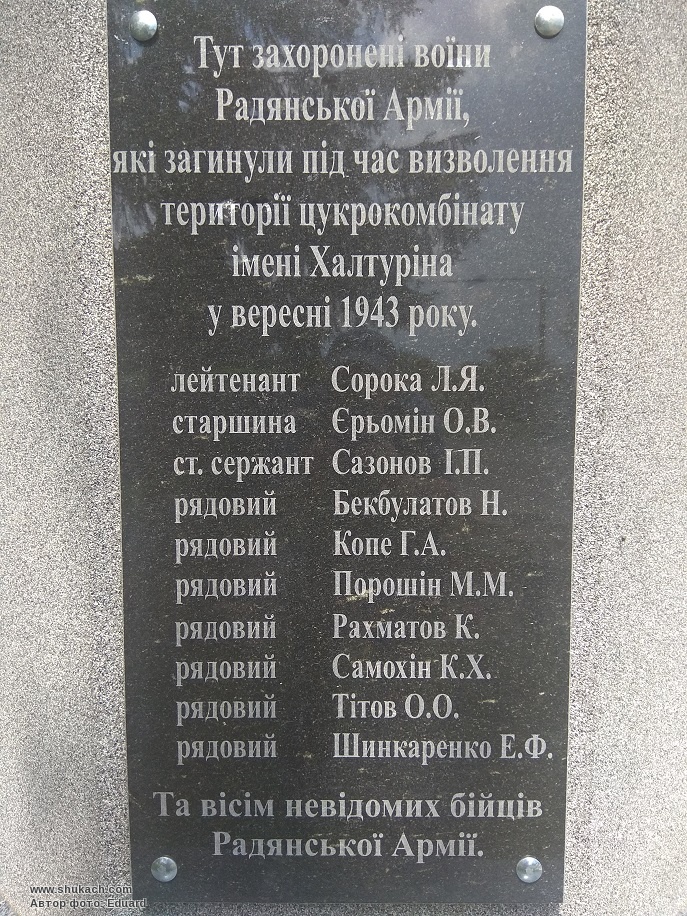 Тут захоронені воїни
Радянської Армії,
які загинули під час визволення
території цукрокомбінату
імені Халтуріна
у вересні 1943 року.
лейтенант Сорока Л.Я.
старшина Єрьомін О.В.
ст. сержант Сазонов І.П.
рядовий Бекбулатов Н.
рядовий Копе Г.А.
рядовий Порошін М.М.
рядовий Рахматов К.
рядовий Самохін К.Х.
рядовий Тітов О.О.
рядовий Шинкаренко Е.Ф.
Та вісім невідомих бійців
Радянської Армії.
www.shukach.com
Автор фото: Eduard